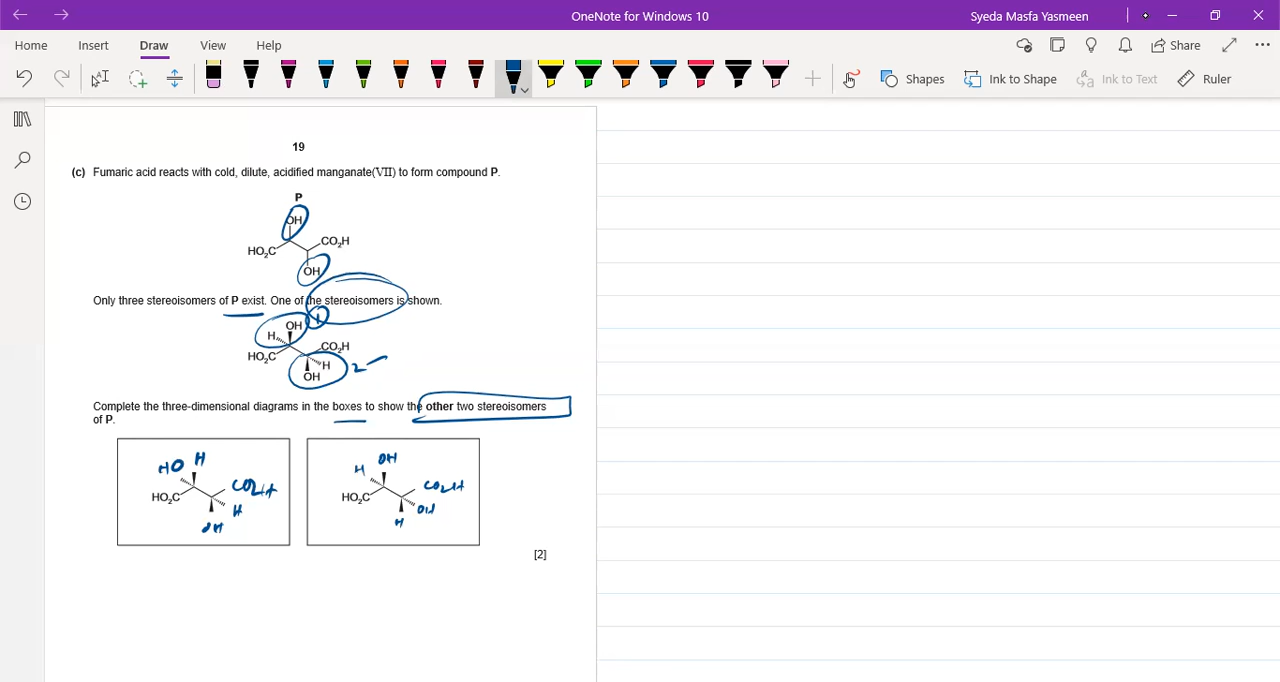 OneNote for Windows 10
Syeda Masfa Yasmeen
Home Insert Draw View Help
Share
Shapes Ink to Shape Ink to Text Ruler
19
(c) Fumaric acid reacts with cold, dilute, acidified manganate(VII) to form compound P.
P
OH
HO₂C CO₂H
OH
Only three stereoisomers of P exist. One of the stereoisomers is shown.
1
OH
H
CO₂H
HO₂C
H
OH
2
Complete the three-dimensional diagrams in the boxes to show the other two stereoisomers
of P.
HO H
CO2H
HO₂C
H
OH
OH
H
CO2H
HO₂C
OH
H
[2]